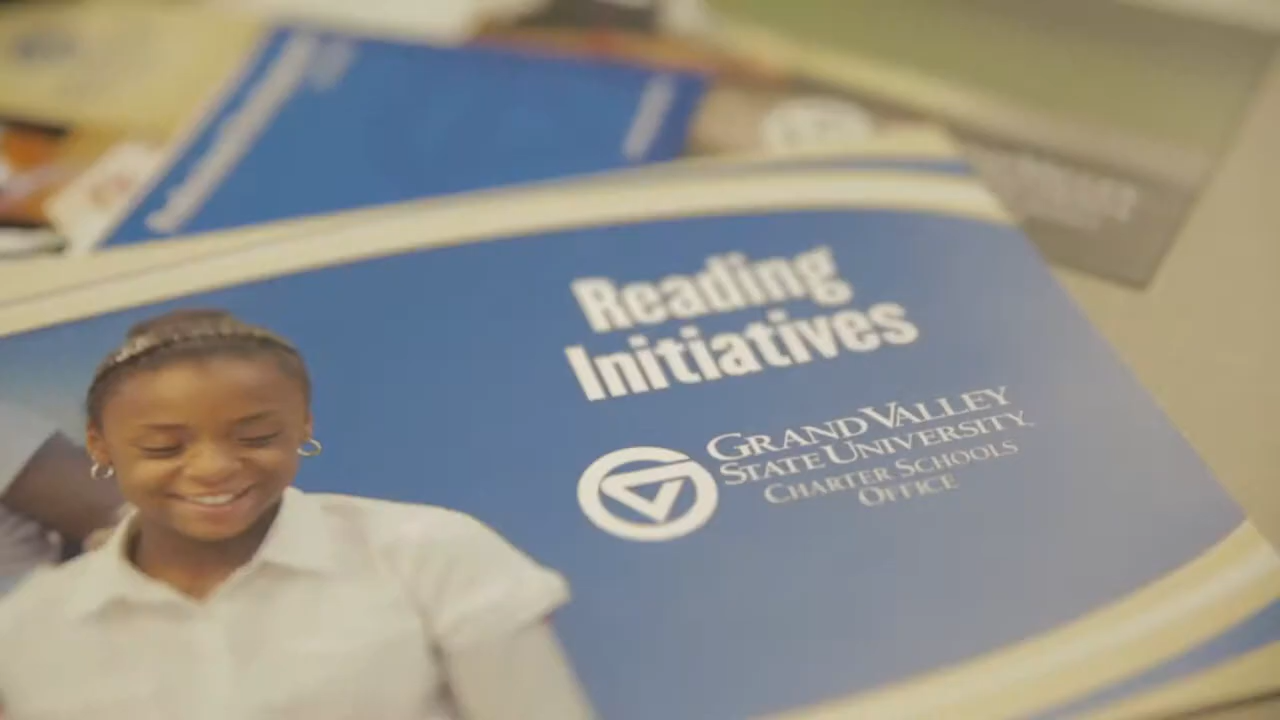 Reading
Initiatives
GRAND VALLEY
STATE UNIVERSITY
CHARTER SCHOOLS
OFFICE